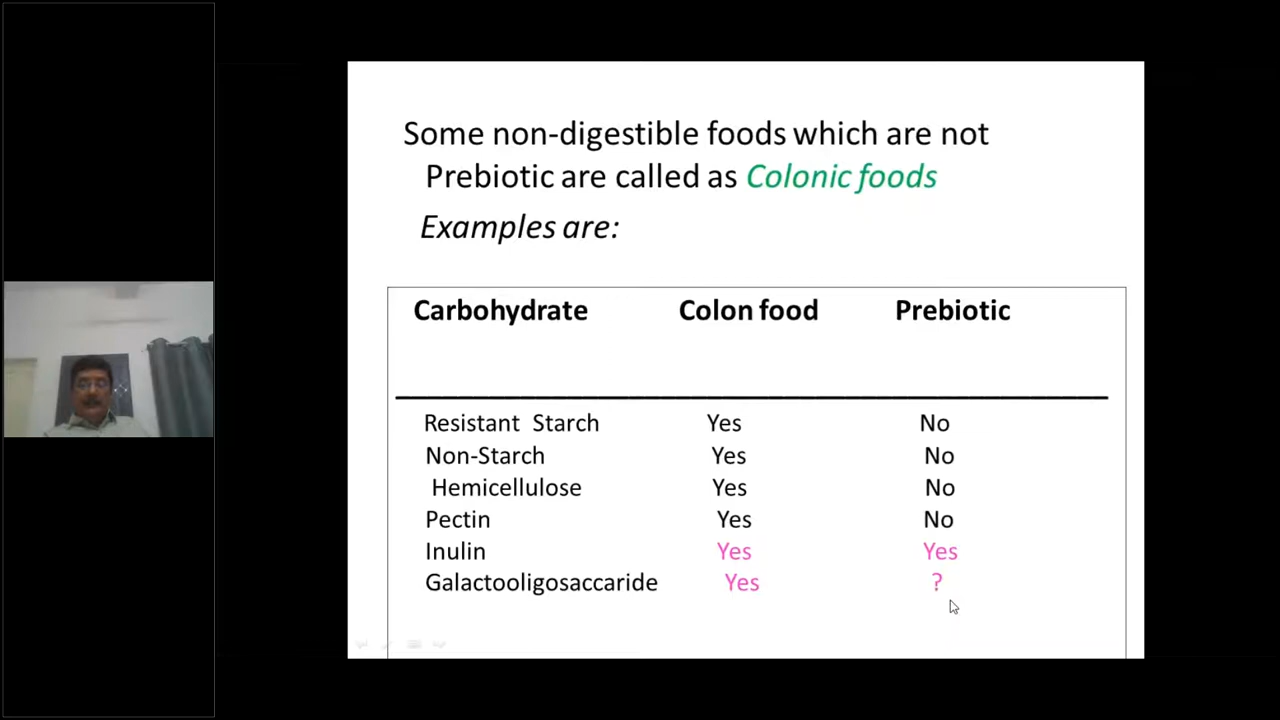 Some non-digestible foods which are not
Prebiotic are called as Colonic foods
Examples are:
Carbohydrate Colon food Prebiotic
Resistant Starch Yes No
Non-Starch Yes No
Hemicellulose Yes No
Pectin Yes No
Inulin Yes Yes
Galactooligosaccaride Yes ?